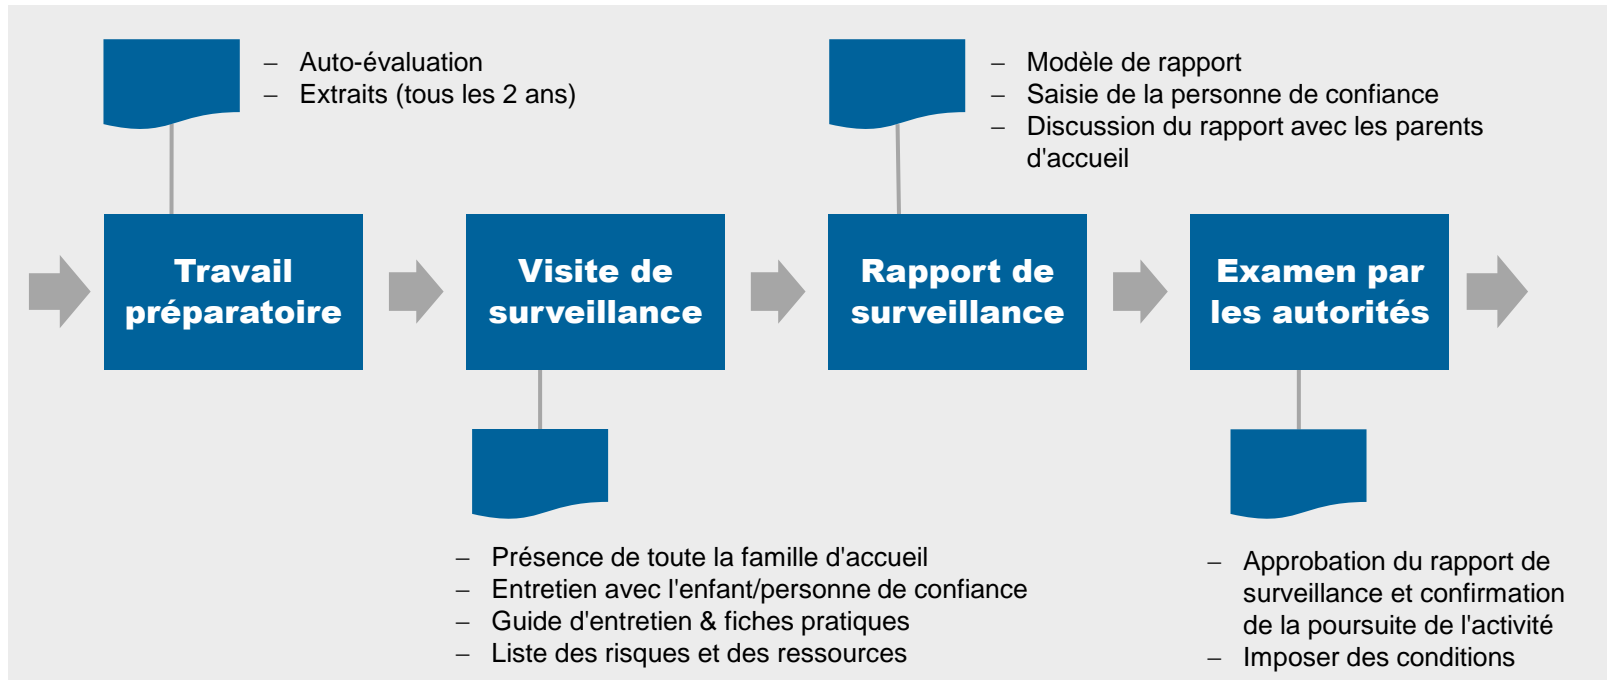 – Auto-évaluation
– Extraits (tous les 2 ans)
– Modèle de rapport
– Saisie de la personne de confiance
– Discussion du rapport avec les parents
d'accueil
Travail
préparatoire
Visite de
surveillance
Rapport de
surveillance
Examen par
les autorités
– Présence de toute la famille d'accueil
– Entretien avec l'enfant/personne de confiance
– Guide d'entretien & fiches pratiques
– Liste des risques et des ressources
– Approbation du rapport de
surveillance et confirmation
de la poursuite de l'activité
– Imposer des conditions